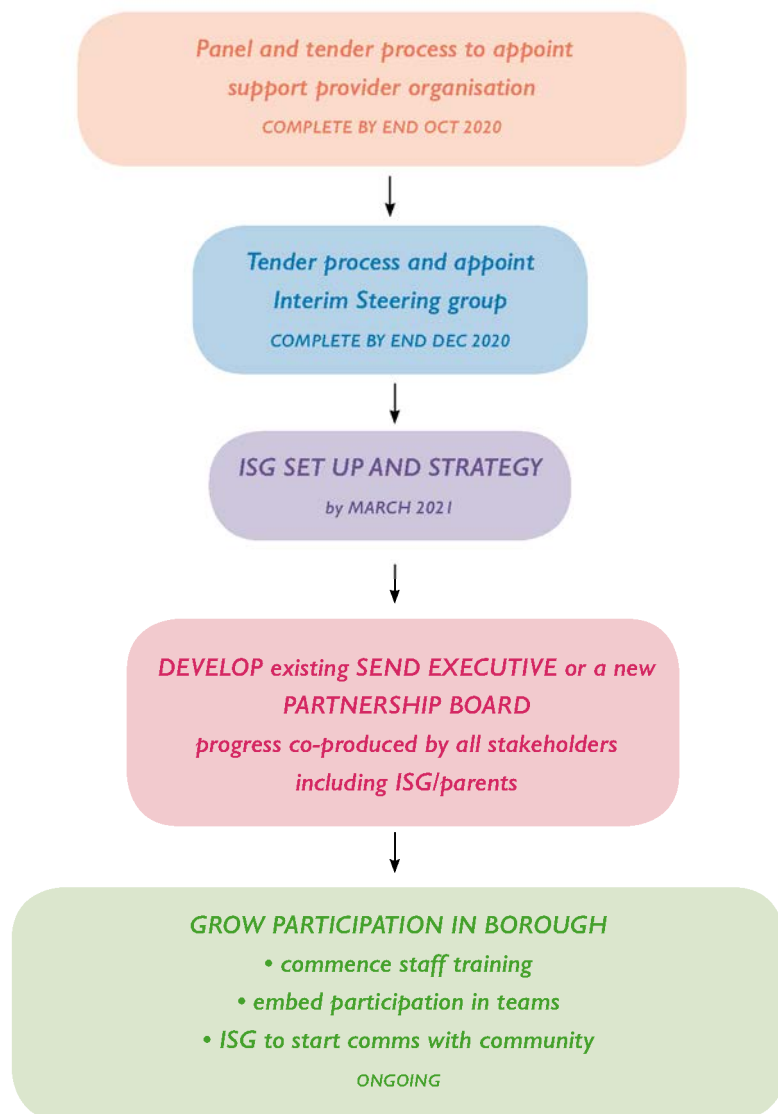 Panel and tender process to appoint
support provider organisation
COMPLETE BY END OCT 2020
Tender process and appoint
Interim Steering group
COMPLETE BY END DEC 2020
ISG SET UP AND STRATEGY
by MARCH 2021
DEVELOP existing SEND EXECUTIVE or a new
PARTNERSHIP BOARD
progress co-produced by all stakeholders
including ISG/parents
GROW PARTICIPATION IN BOROUGH
• commence staff training
• embed participation in teams
• ISG to start comms with community
ONGOING